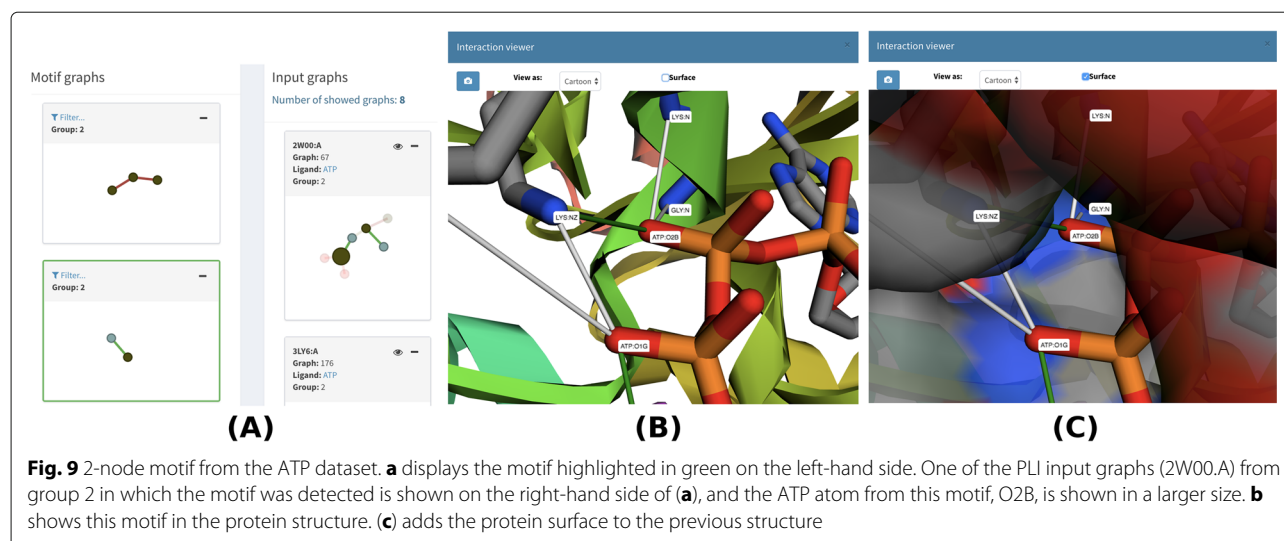 Motif graphs
Filter...
Group: 2
Filter...
Group: 2
Input graphs
Number of showed graphs: 8
2W00:A
Graph: 67
Ligand: ATP
Group: 2
3LY6:A
Graph: 176
Ligand: ATP
Group: 2
(A)
Interaction viewer ×
View as: Cartoon Surface
LYS:N
LYS:NZ
GLY:N
ATP:O2B
ATP:O1G
(B)
Interaction viewer ×
View as: Cartoon Surface
LYS:N
LYS:NZ
GLY:N
ATP:O2B
ATP:O1G
(C)
Fig. 9 2-node motif from the ATP dataset. a displays the motif highlighted in green on the left-hand side. One of the PLI input graphs (2W00.A) from
group 2 in which the motif was detected is shown on the right-hand side of (a), and the ATP atom from this motif, O2B, is shown in a larger size. b
shows this motif in the protein structure. (c) adds the protein surface to the previous structure